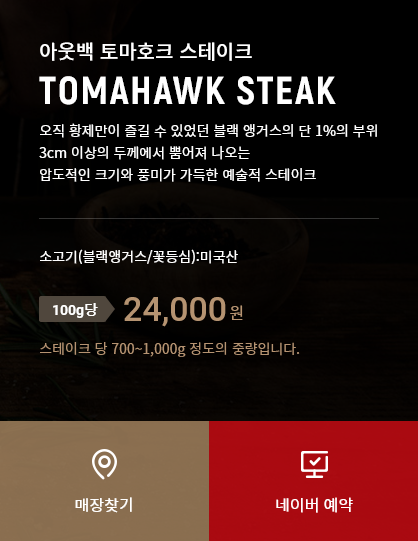 아웃백 토마호크 스테이크
TOMAHAWK STEAK
오직 황제만이 즐길 수 있었던 블랙 앵거스의 단 1%의 부위
3cm 이상의 두께에서 뿜어져 나오는
압도적인 크기와 풍미가 가득한 예술적 스테이크
소고기(블랙앵거스/꽃등심):미국산
100g당 24,000원
스테이크 당 700~1,000g 정도의 중량입니다.
매장찾기
네이버 예약